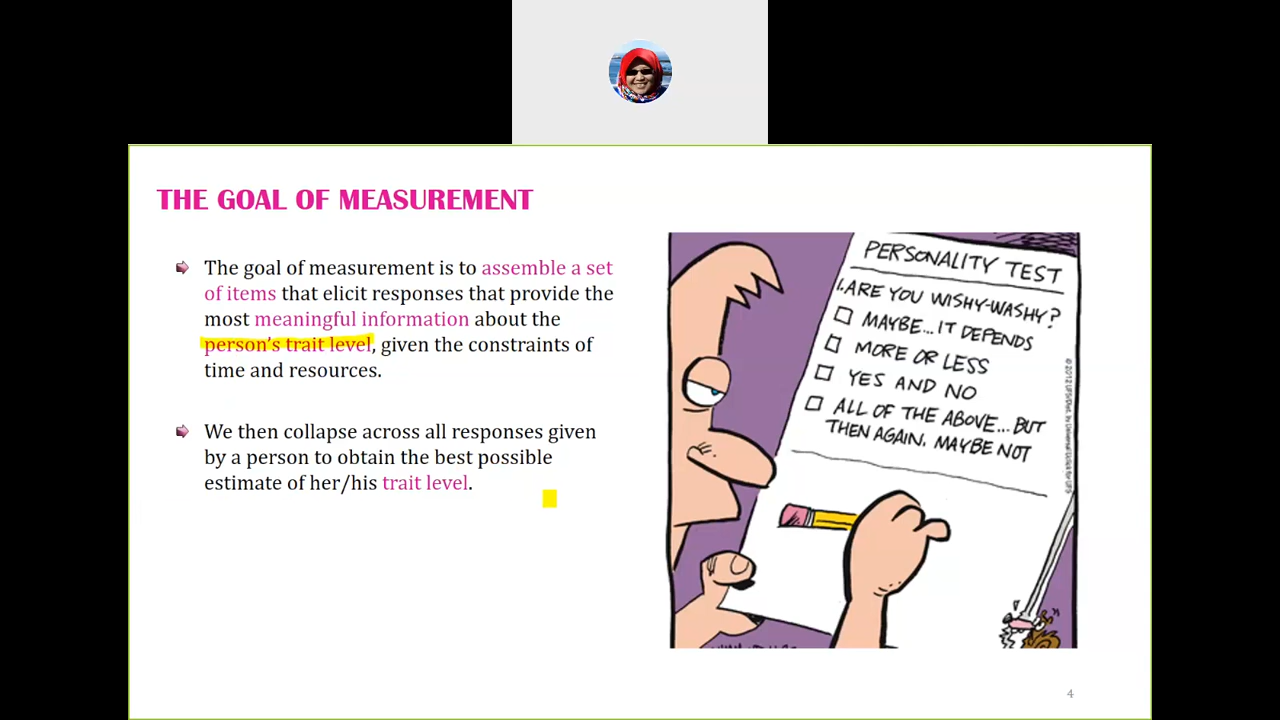 THE GOAL OF MEASUREMENT
The goal of measurement is to assemble a set
of items that elicit responses that provide the
most meaningful information about the
person's trait level, given the constraints of
time and resources.
We then collapse across all responses given
by a person to obtain the best possible
estimate of her/his trait level.
PERSONALITY TEST
1. ARE YOU WISHY-WASHY?
MAYBE...IT DEPENDS
MORE OR LESS
YES AND NO
ALL OF THE ABOVE...BUT
THEN AGAIN, MAYBE NOT
4